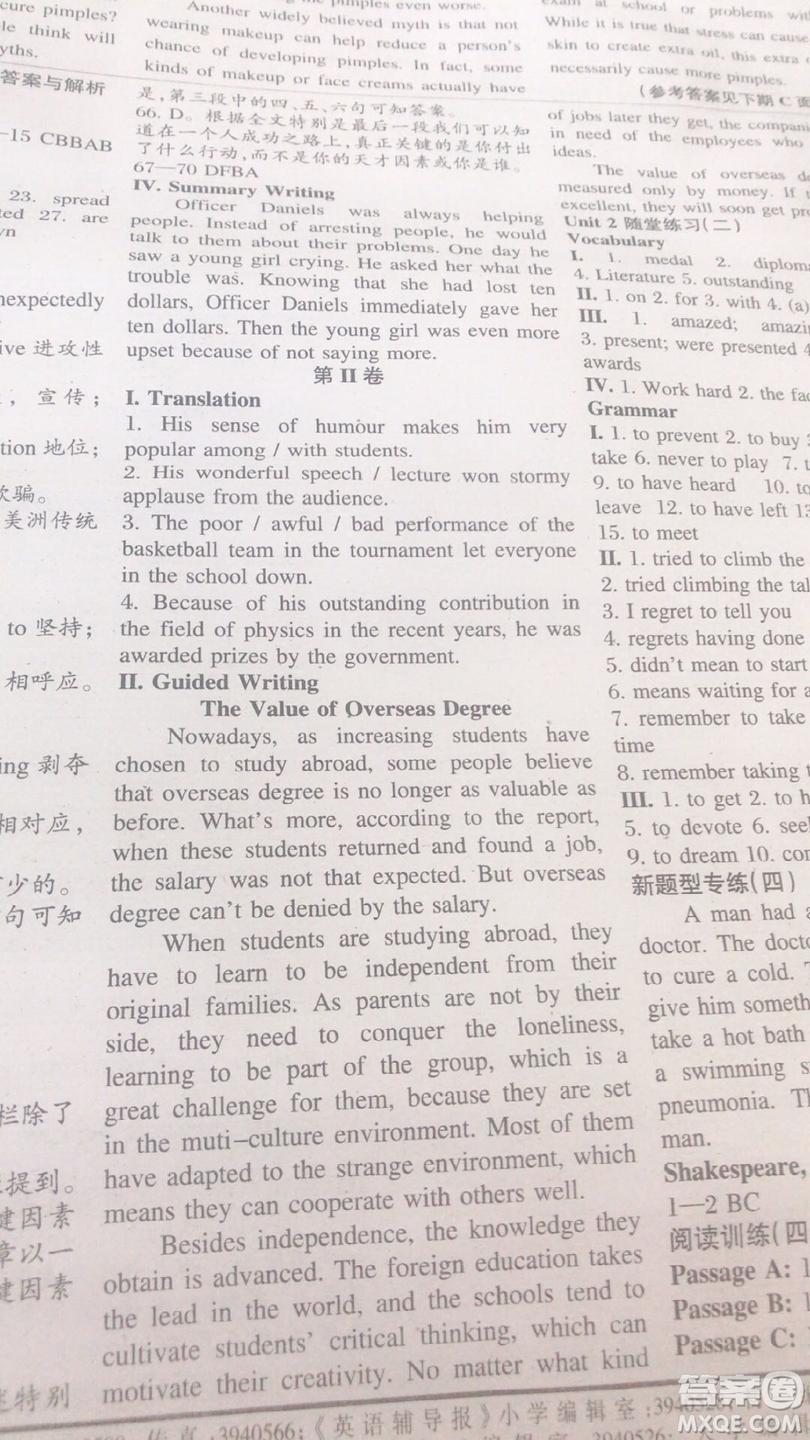 cure pimples?
le think will
yths.
答案与解析
—15 CBBAB
23. spread
ted 27. are
wn
nexpectedly
ive 进攻性
，宣传；
tion 地位；
欺骗。
美洲传统
to 坚持；
相呼应。
ing 剥夺
相对应，
可少的。
句可知
栏除了
提到。
键因素
章以一
键因素
特别
pimples even worse.
Another widely believed myth is that not
wearing makeup can help reduce a person's
chance of developing pimples. In fact, some
kinds of makeup or face creams actually have
是，第三段中的四、五、六句可知答案。
66. D。根据全文特别是最后一段我们可以知
道在一个人成功之路上，真正关键的是你付出
了什么行动，而不是你的天才因素或你是谁。
67—70 DFBA
IV. Summary Writing
Officer Daniels was always helping
people. Instead of arresting people, he would
talk to them about their problems. One day he
saw a young girl crying. He asked her what the
trouble was. Knowing that she had lost ten
dollars, Officer Daniels immediately gave her
ten dollars. Then the young girl was even more
upset because of not saying more.
第 II 卷
I. Translation
1. His sense of humour makes him very
popular among / with students.
2. His wonderful speech / lecture won stormy
applause from the audience.
3. The poor / awful / bad performance of the
basketball team in the tournament let everyone
in the school down.
4. Because of his outstanding contribution in
the field of physics in the recent years, he was
awarded prizes by the government.
II. Guided Writing
The Value of Overseas Degree
Nowadays, as increasing students have
chosen to study abroad, some people believe
that overseas degree is no longer as valuable as
before. What's more, according to the report,
when these students returned and found a job,
the salary was not that expected. But overseas
degree can't be denied by the salary.
When students are studying abroad, they
have to learn to be independent from their
original families. As parents are not by their
side, they need to conquer the loneliness,
learning to be part of the group, which is a
great challenge for them, because they are set
in the muti–culture environment. Most of them
have adapted to the strange environment, which
means they can cooperate with others well.
Besides independence, the knowledge they
obtain is advanced. The foreign education takes
the lead in the world, and the schools tend to
cultivate students' critical thinking, which can
motivate their creativity. No matter what kind
exam at school or problems wi
While it is true that stress can cause
skin to create extra oil, this extra
necessarily cause more pimples.
（参考答案见下期C面
of jobs later they get, the compan
in need of the employees who
ideas.
The value of overseas de
measured only by money. If t
excellent, they will soon get pr
Unit 2 随堂练习(二)
Vocabulary
I. 1. medal 2. diploma
4. Literature 5. outstanding
II. 1. on 2. for 3. with 4. (a)
III. 1. amazed; amazi
3. present; were presented 4
awards
IV. 1. Work hard 2. the fac
Grammar
I. 1. to prevent 2. to buy 3
take 6. never to play 7. t
9. to have heard 10. to
leave 12. to have left 13
15. to meet
II. 1. tried to climb the
2. tried climbing the tal
3. I regret to tell you
4. regrets having done
5. didn't mean to start
6. means waiting for a
7. remember to take
time
8. remember taking t
III. 1. to get 2. to h
5. to devote 6. see
9. to dream 10. co
新题型专练(四)
A man had a
doctor. The docto
to cure a cold. T
give him someth
take a hot bath
a swimming s
pneumonia. Th
man.
Shakespeare,
1—2 BC
阅读训练(四
Passage A: 1
Passage B: 1
Passage C:
传真:3940566;《英语辅导报》小学编辑室:3940526
答案圈
MXQE.COM